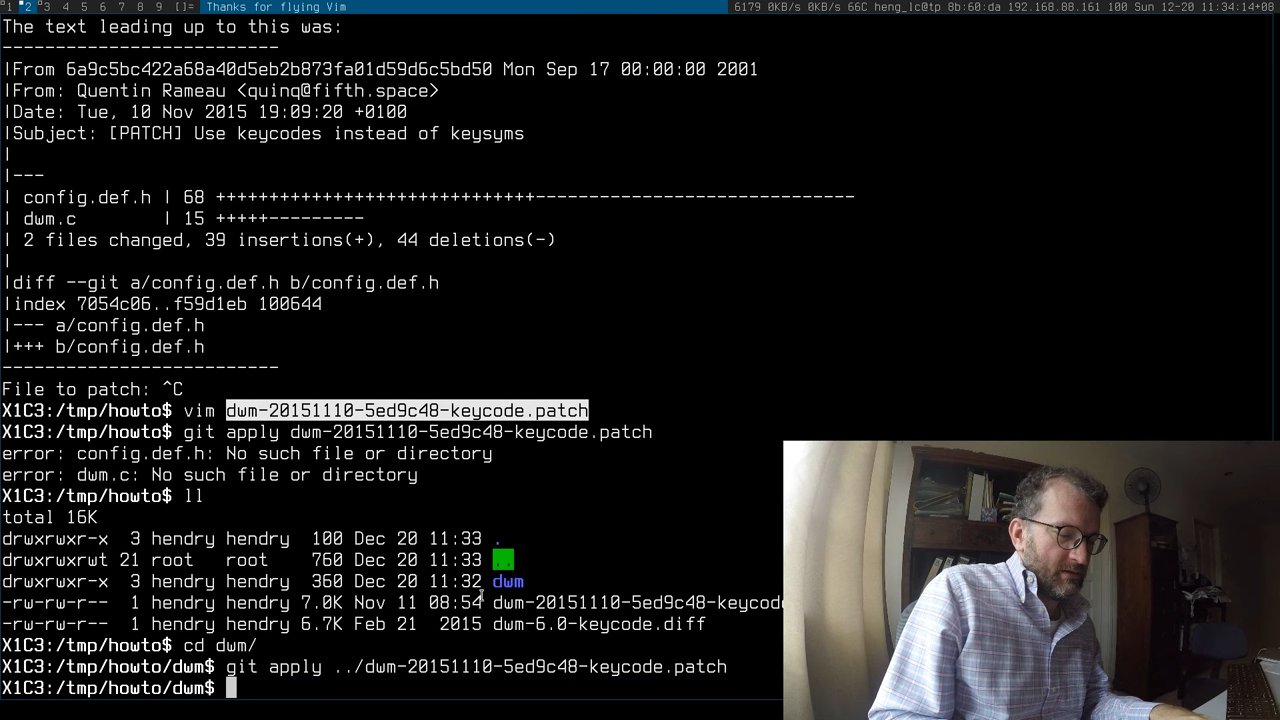 1 2 3 4 5 6 7 8 9 []= Thanks for flying Vim 6179 0KB/s 0KB/s 66C heng_lc@tp 8b:60:da 192.168.88.161 100 Sun 12-20 11:34:14+08
The text leading up to this was:
--------------------------
|From 6a9c5bc422a68a40d5eb2b873fa01d59d6c5bd50 Mon Sep 17 00:00:00 2001
|From: Quentin Rameau <quinq@fifth.space>
|Date: Tue, 10 Nov 2015 19:09:20 +0100
|Subject: [PATCH] Use keycodes instead of keysyms
|
|---
| config.def.h | 68 ++++++++++++++++++++++++++++++------------------------------
| dwm.c        | 15 +++++---------
| 2 files changed, 39 insertions(+), 44 deletions(-)
|
|diff --git a/config.def.h b/config.def.h
|index 7054c06..f59d1eb 100644
|--- a/config.def.h
|+++ b/config.def.h
--------------------------
File to patch: ^C
X1C3:/tmp/howto$ vim dwm-20151110-5ed9c48-keycode.patch
X1C3:/tmp/howto$ git apply dwm-20151110-5ed9c48-keycode.patch
error: config.def.h: No such file or directory
error: dwm.c: No such file or directory
X1C3:/tmp/howto$ ll
total 16K
drwxrwxr-x  3 hendry hendry  100 Dec 20 11:33 .
drwxrwxrwt 21 root   root    760 Dec 20 11:33 ..
drwxrwxr-x  3 hendry hendry  360 Dec 20 11:32 dwm
-rw-rw-r--  1 hendry hendry 7.0K Nov 11 08:54 dwm-20151110-5ed9c48-keycode
-rw-rw-r--  1 hendry hendry 6.7K Feb 21  2015 dwm-6.0-keycode.diff
X1C3:/tmp/howto$ cd dwm/
X1C3:/tmp/howto/dwm$ git apply ../dwm-20151110-5ed9c48-keycode.patch
X1C3:/tmp/howto/dwm$